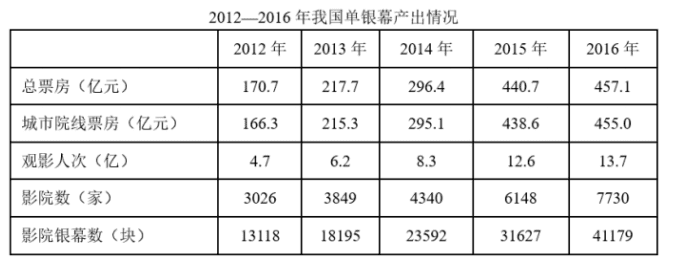 2012—2016 年我国单银幕产出情况
2012 年 2013 年 2014 年 2015 年 2016 年
总票房（亿元） 170.7 217.7 296.4 440.7 457.1
城市院线票房（亿元） 166.3 215.3 295.1 438.6 455.0
观影人次（亿） 4.7 6.2 8.3 12.6 13.7
影院数（家） 3026 3849 4340 6148 7730
影院银幕数（块） 13118 18195 23592 31627 41179